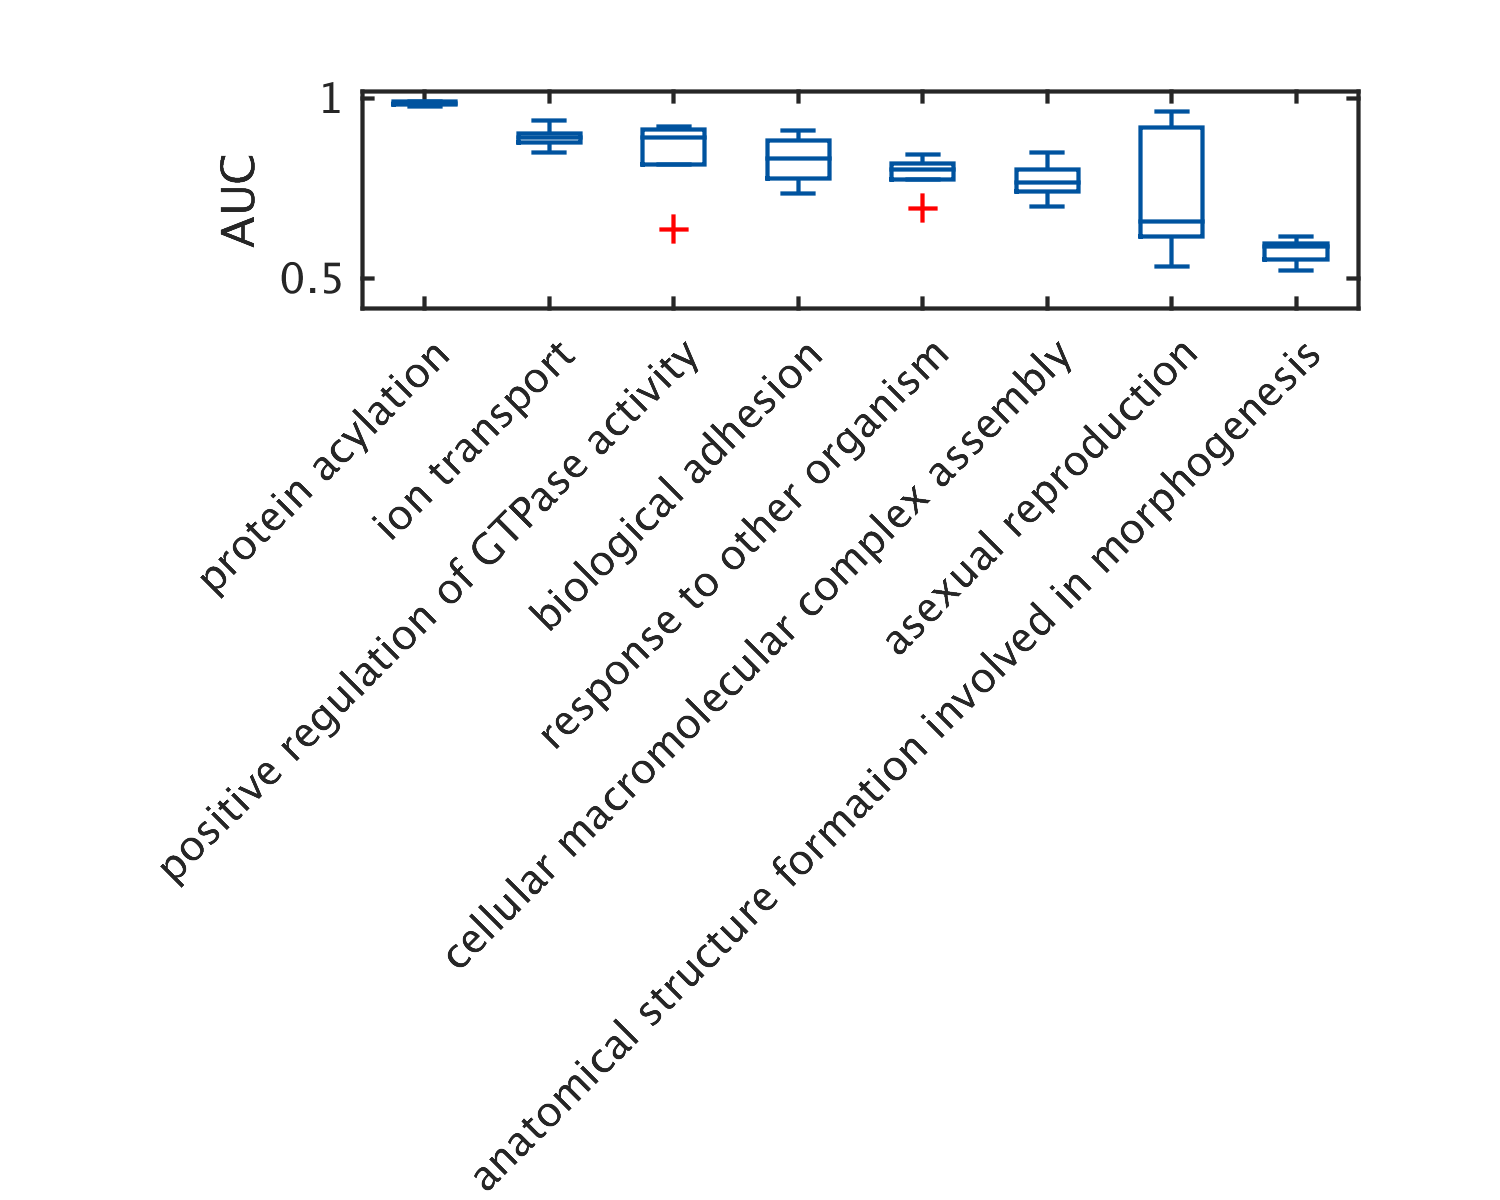 1
0.5
AUC
protein acylation
ion transport
positive regulation of GTPase activity
biological adhesion
response to other organism
cellular macromolecular complex assembly
asexual reproduction
anatomical structure formation involved in morphogenesis